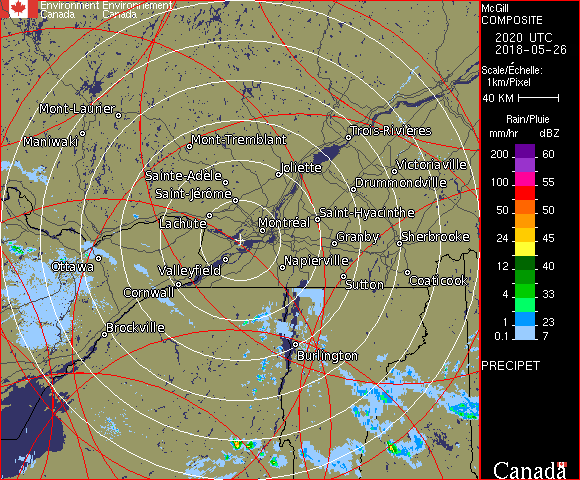 Environment Environnement
Canada Canada
McGill
COMPOSITE
2020 UTC
2018-05-26
Scale/Échelle:
1km/Pixel
40 KM
Rain/Pluie
mm/hr dBZ
200 60
100 55
50 50
24 45
12 40
4 33
1 23
0.1 7
PRECIPET
Canada
Mont-Laurier
Maniwaki
Mont-Tremblant
Trois-Rivières
Joliette
Victoriaville
Sainte-Adèle
Drummondville
Saint-Jérôme
Lachute
Saint-Hyacinthe
Montréal
Granby
Sherbrooke
Ottawa
Valleyfield
Napierville
Cornwall
Sutton
Coaticook
Brockville
Burlington